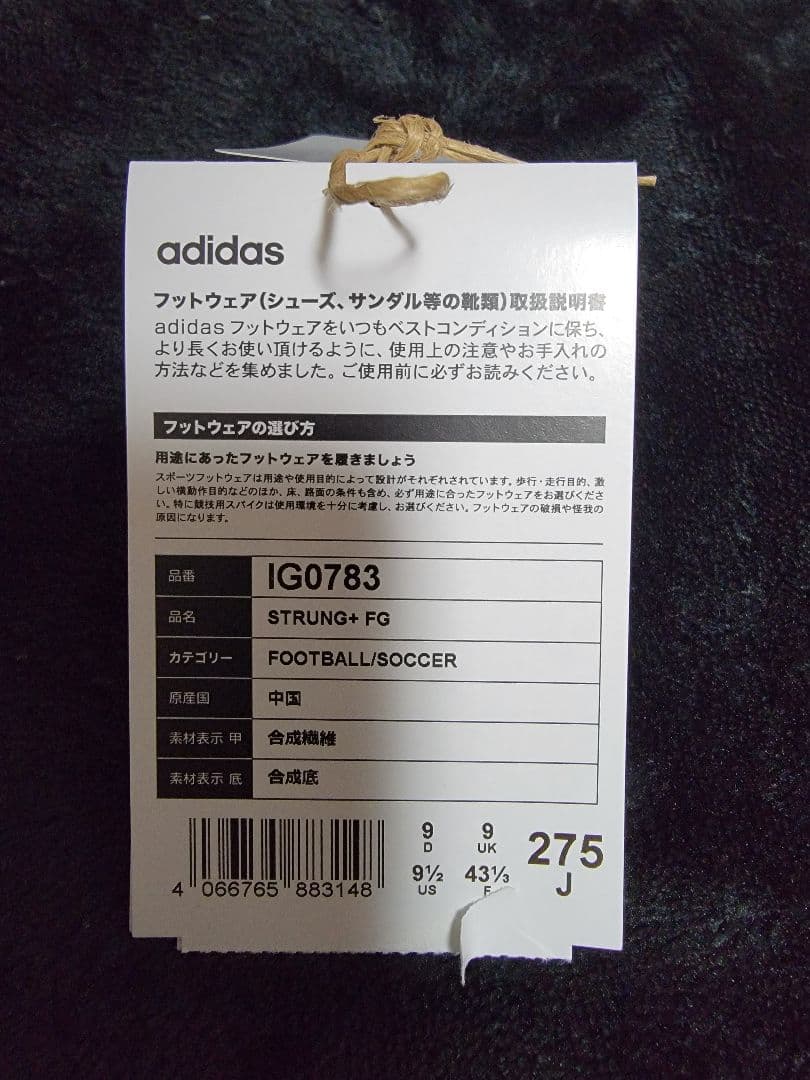 adidas
フットウェア(シューズ、サンダル等の靴類)取扱説明書
adidas フットウェアをいつもベストコンディションに保ち、
より長くお使い頂けるように、使用上の注意やお手入れの
方法などを集めました。ご使用前に必ずお読みください。
フットウェアの選び方
用途にあったフットウェアを履きましょう
スポーツフットウェアは用途や使用目的によって設計がそれぞれされています。歩行・走行目的、激
しい横動作目的などのほか、床、路面の条件も含め、必ず用途に合ったフットウェアをお選びくださ
い。特に競技用スパイクは使用環境を十分に考慮し、お選びください。フットウェアの破損や怪我の
原因になります。
品番 IG0783
品名 STRUNG+ FG
カテゴリー FOOTBALL/SOCCER
原産国 中国
素材表示 甲 合成繊維
素材表示 底 合成底
9 9 275
D UK J
9½ 43⅓
US F
4 066765 883148